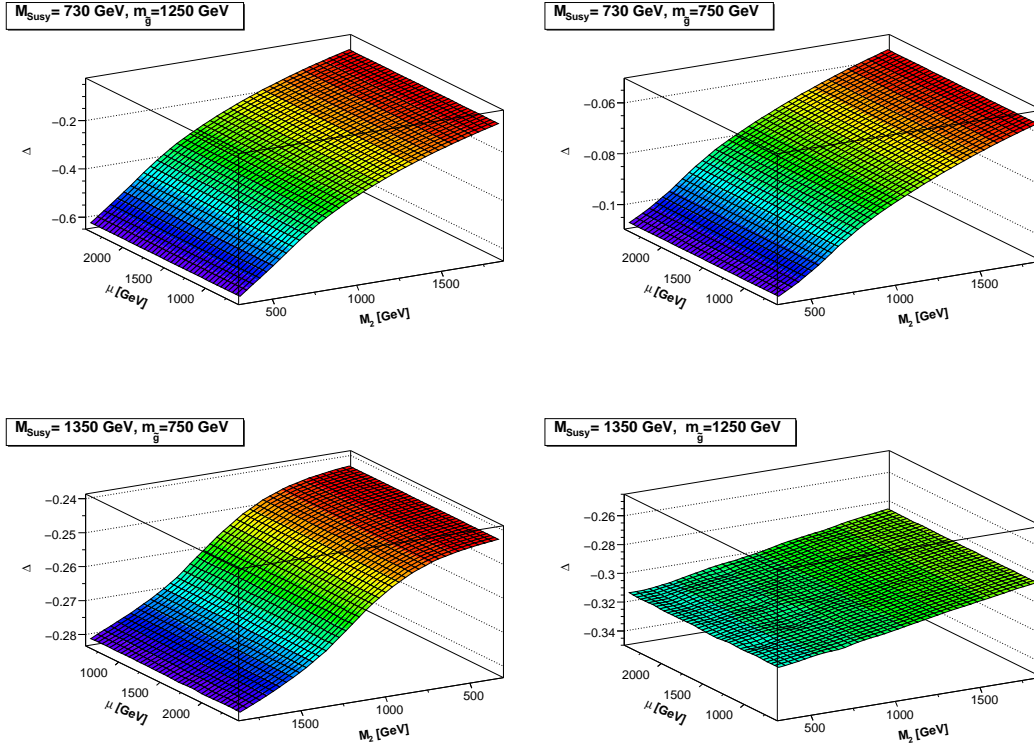 M_Susy = 730 GeV, m_g̃ =1250 GeV
−0.2
−0.4
−0.6
Δ
2000
1500
1000
μ [GeV]
500
1000
1500
M_2 [GeV]
M_Susy = 730 GeV, m_g̃ =750 GeV
−0.06
−0.08
−0.1
Δ
2000
1500
1000
μ [GeV]
500
1000
1500
M_2 [GeV]
M_Susy = 1350 GeV, m_g̃ =750 GeV
−0.24
−0.25
−0.26
−0.27
−0.28
Δ
1000
1500
2000
μ [GeV]
1500
1000
500
M_2 [GeV]
M_Susy = 1350 GeV, m_g̃ =1250 GeV
−0.26
−0.28
−0.3
−0.32
−0.34
Δ
2000
1500
1000
μ [GeV]
500
1000
1500
M_2 [GeV]